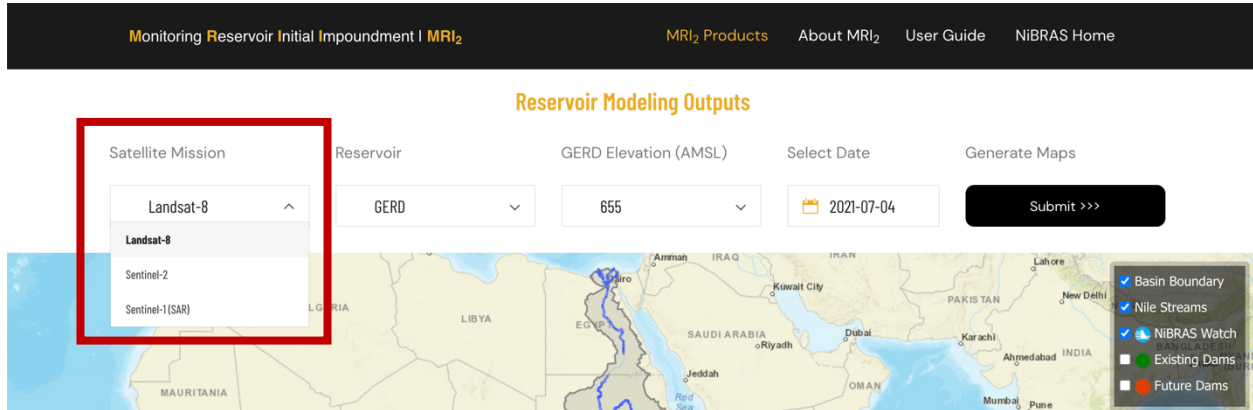 Monitoring Reservoir Initial Impoundment | MRI₂
MRI₂ Products About MRI₂ User Guide NiBRAS Home
Reservoir Modeling Outputs
Satellite Mission Reservoir GERD Elevation (AMSL) Select Date Generate Maps
Landsat-8 GERD 655 2021-07-04 Submit >>>
Landsat-8
Sentinel-2
Sentinel-1 (SAR)
Amman IRAQ IRAN Lahore
Cairo
Kuwait City
PAKISTAN New Delhi
LIBYA EGYPT
SAUDI ARABIA Dubai Karachi
Riyadh
Ahmedabad INDIA
Jeddah
MAURITANIA OMAN
Red Sea Mumbai Pune
Basin Boundary
Nile Streams
NiBRAS Watch
BANGLADESH
Existing Dams
Future Dams